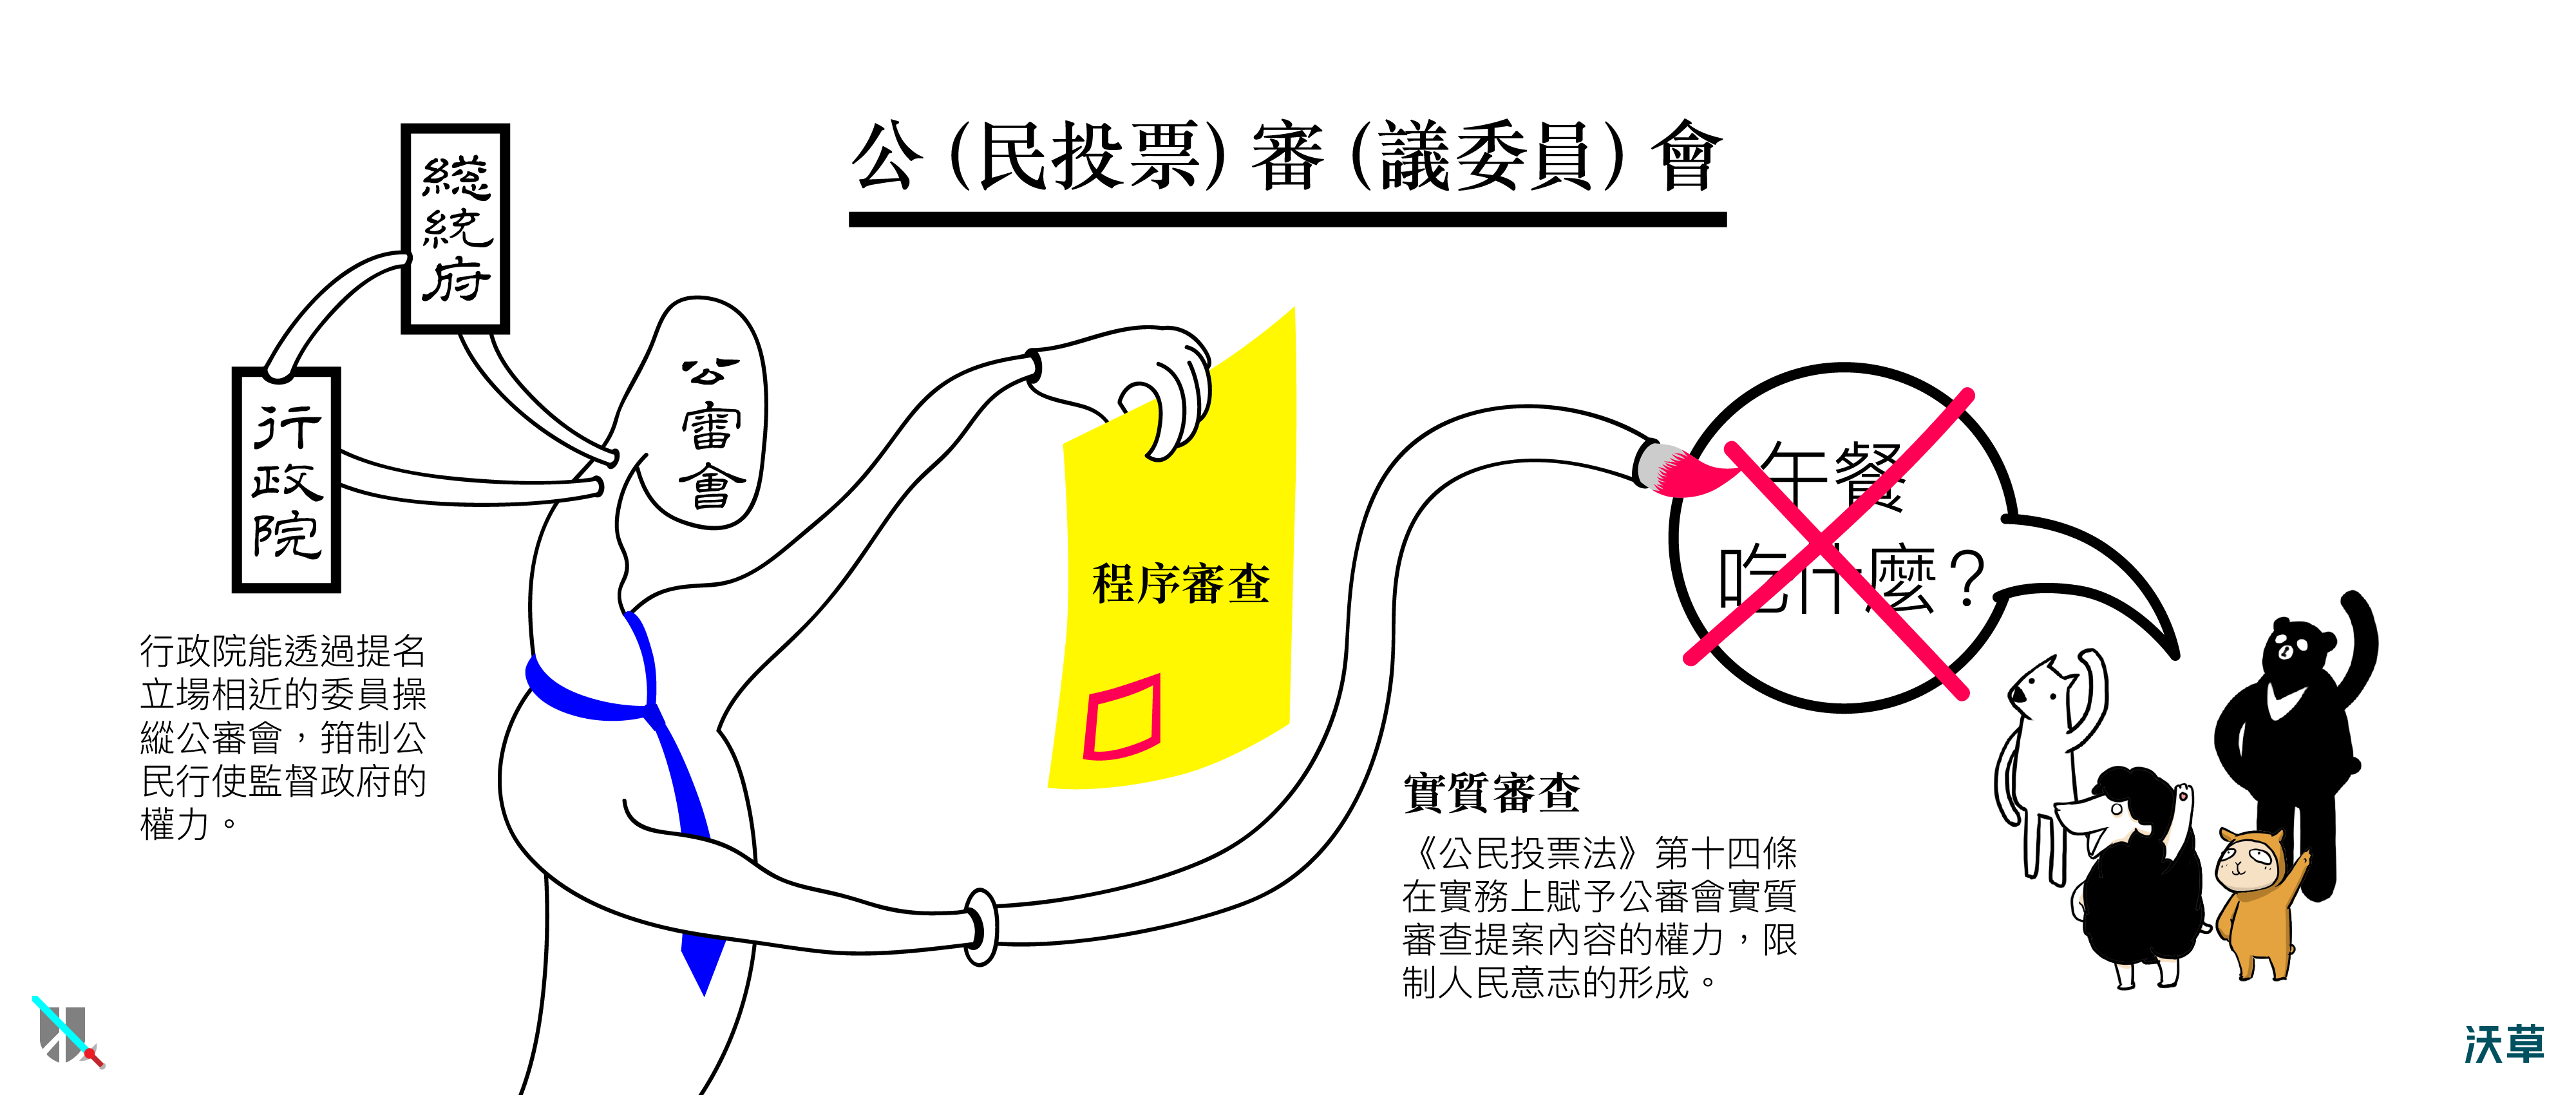 公(民投票)審(議委員)會
總統府
行政院
公審會
行政院能透過提名
立場相近的委員操
縱公審會，箝制公
民行使監督政府的
權力。
程序審查
午餐
吃什麼？
實質審查
《公民投票法》第十四條
在實務上賦予公審會實質
審查提案內容的權力，限
制人民意志的形成。
沃草